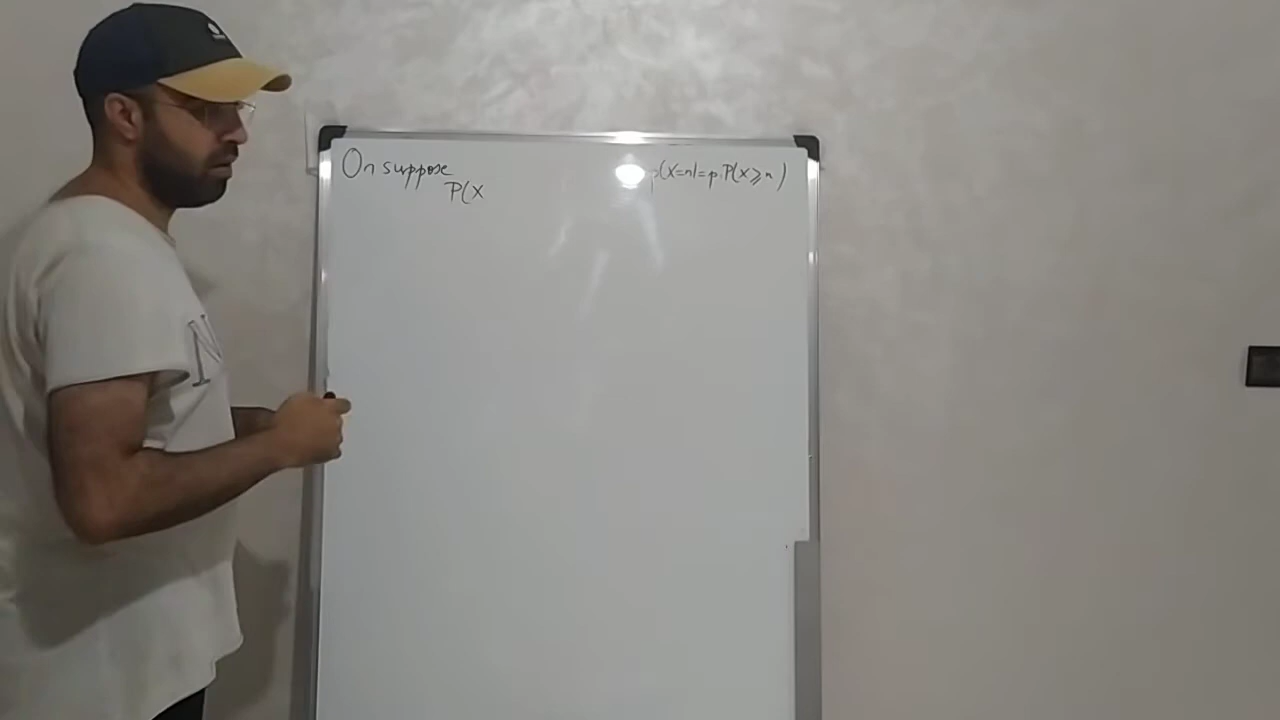 On suppose
P(X
p(X=n)=p.P(X⩾n)
N